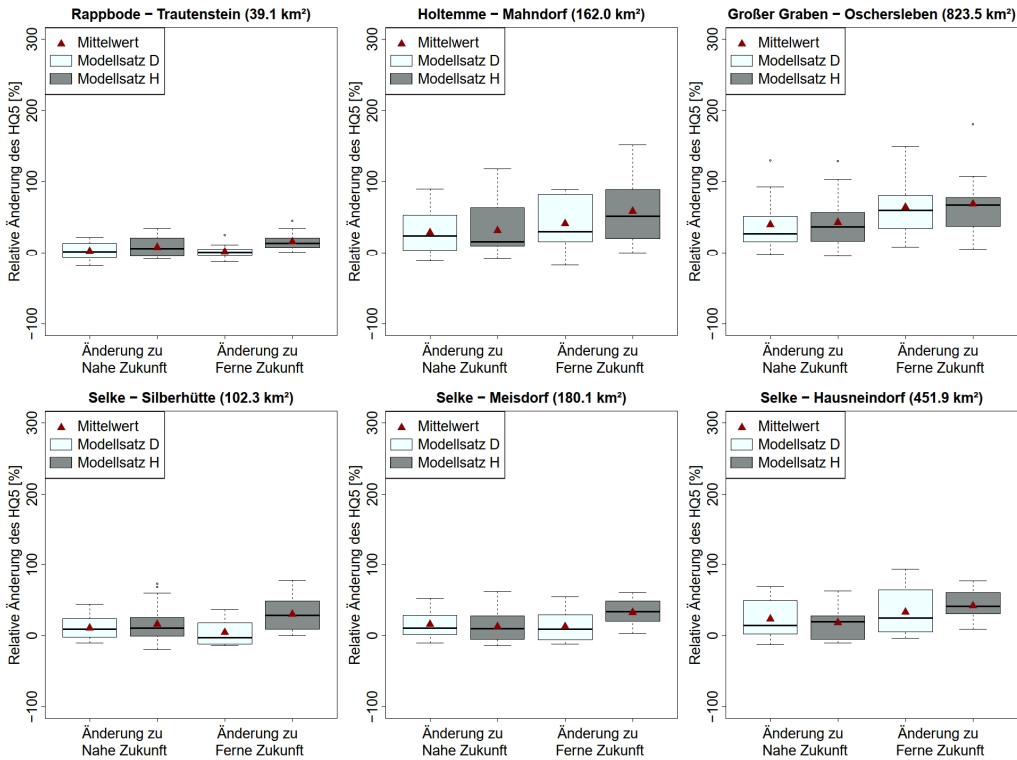 Rappbode − Trautenstein (39.1 km²)
Relative Änderung des HQ5 [%]
300
200
100
0
−100
Mittelwert
Modellsatz D
Modellsatz H
Änderung zu
Nahe Zukunft
Änderung zu
Ferne Zukunft
Holtemme − Mahndorf (162.0 km²)
Relative Änderung des HQ5 [%]
300
200
100
0
−100
Mittelwert
Modellsatz D
Modellsatz H
Änderung zu
Nahe Zukunft
Änderung zu
Ferne Zukunft
Großer Graben − Oschersleben (823.5 km²)
Relative Änderung des HQ5 [%]
300
200
100
0
−100
Mittelwert
Modellsatz D
Modellsatz H
Änderung zu
Nahe Zukunft
Änderung zu
Ferne Zukunft
Selke − Silberhütte (102.3 km²)
Relative Änderung des HQ5 [%]
300
200
100
0
−100
Mittelwert
Modellsatz D
Modellsatz H
Änderung zu
Nahe Zukunft
Änderung zu
Ferne Zukunft
Selke − Meisdorf (180.1 km²)
Relative Änderung des HQ5 [%]
300
200
100
0
−100
Mittelwert
Modellsatz D
Modellsatz H
Änderung zu
Nahe Zukunft
Änderung zu
Ferne Zukunft
Selke − Hausneindorf (451.9 km²)
Relative Änderung des HQ5 [%]
300
200
100
0
−100
Mittelwert
Modellsatz D
Modellsatz H
Änderung zu
Nahe Zukunft
Änderung zu
Ferne Zukunft